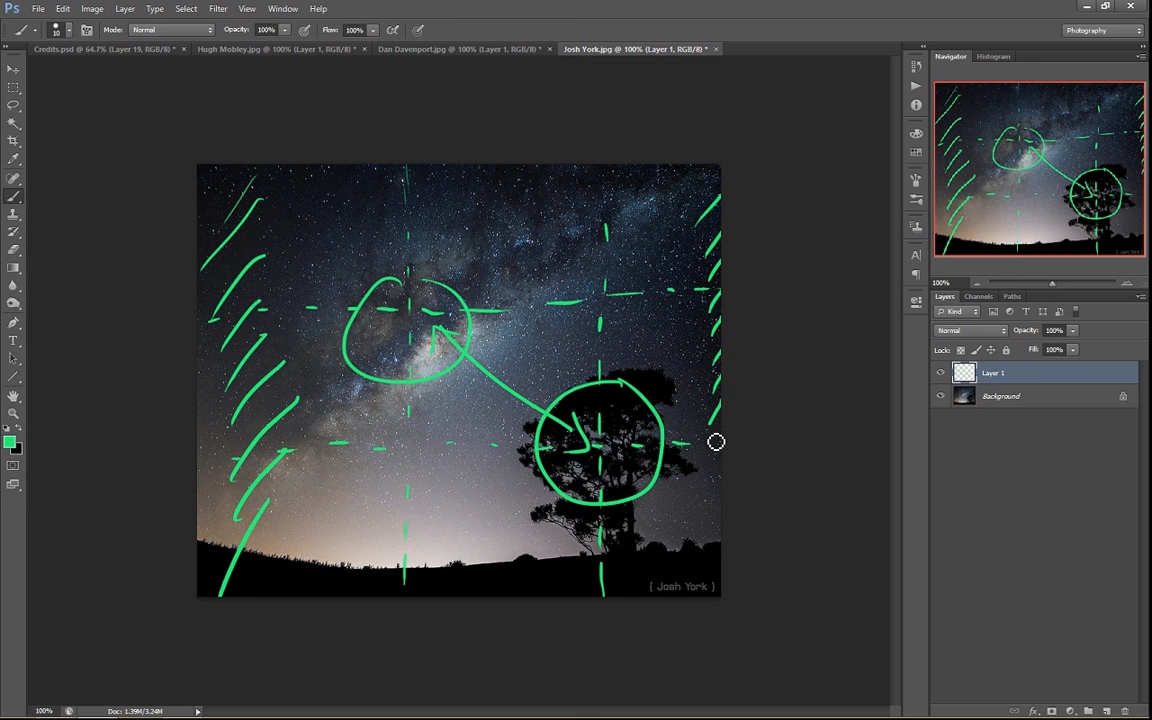 Ps File Edit Image Layer Type Select Filter View Window Help
10 Mode: Normal Opacity: 100% Flow: 100% Photography
Credits.psd @ 64.7% (Layer 19, RGB/8) * × Hugh Mobley.jpg @ 100% (Layer 1, RGB/8) * × Dan Davenport.jpg @ 100% (Layer 1, RGB/8) * × Josh York.jpg @ 100% (Layer 1, RGB/8) * ×
Navigator Histogram
100%
Layers Channels Paths
Kind
Normal Opacity: 100%
Lock: Fill: 100%
Layer 1
Background
{ Josh York }
100% Doc: 1.39M/3.24M